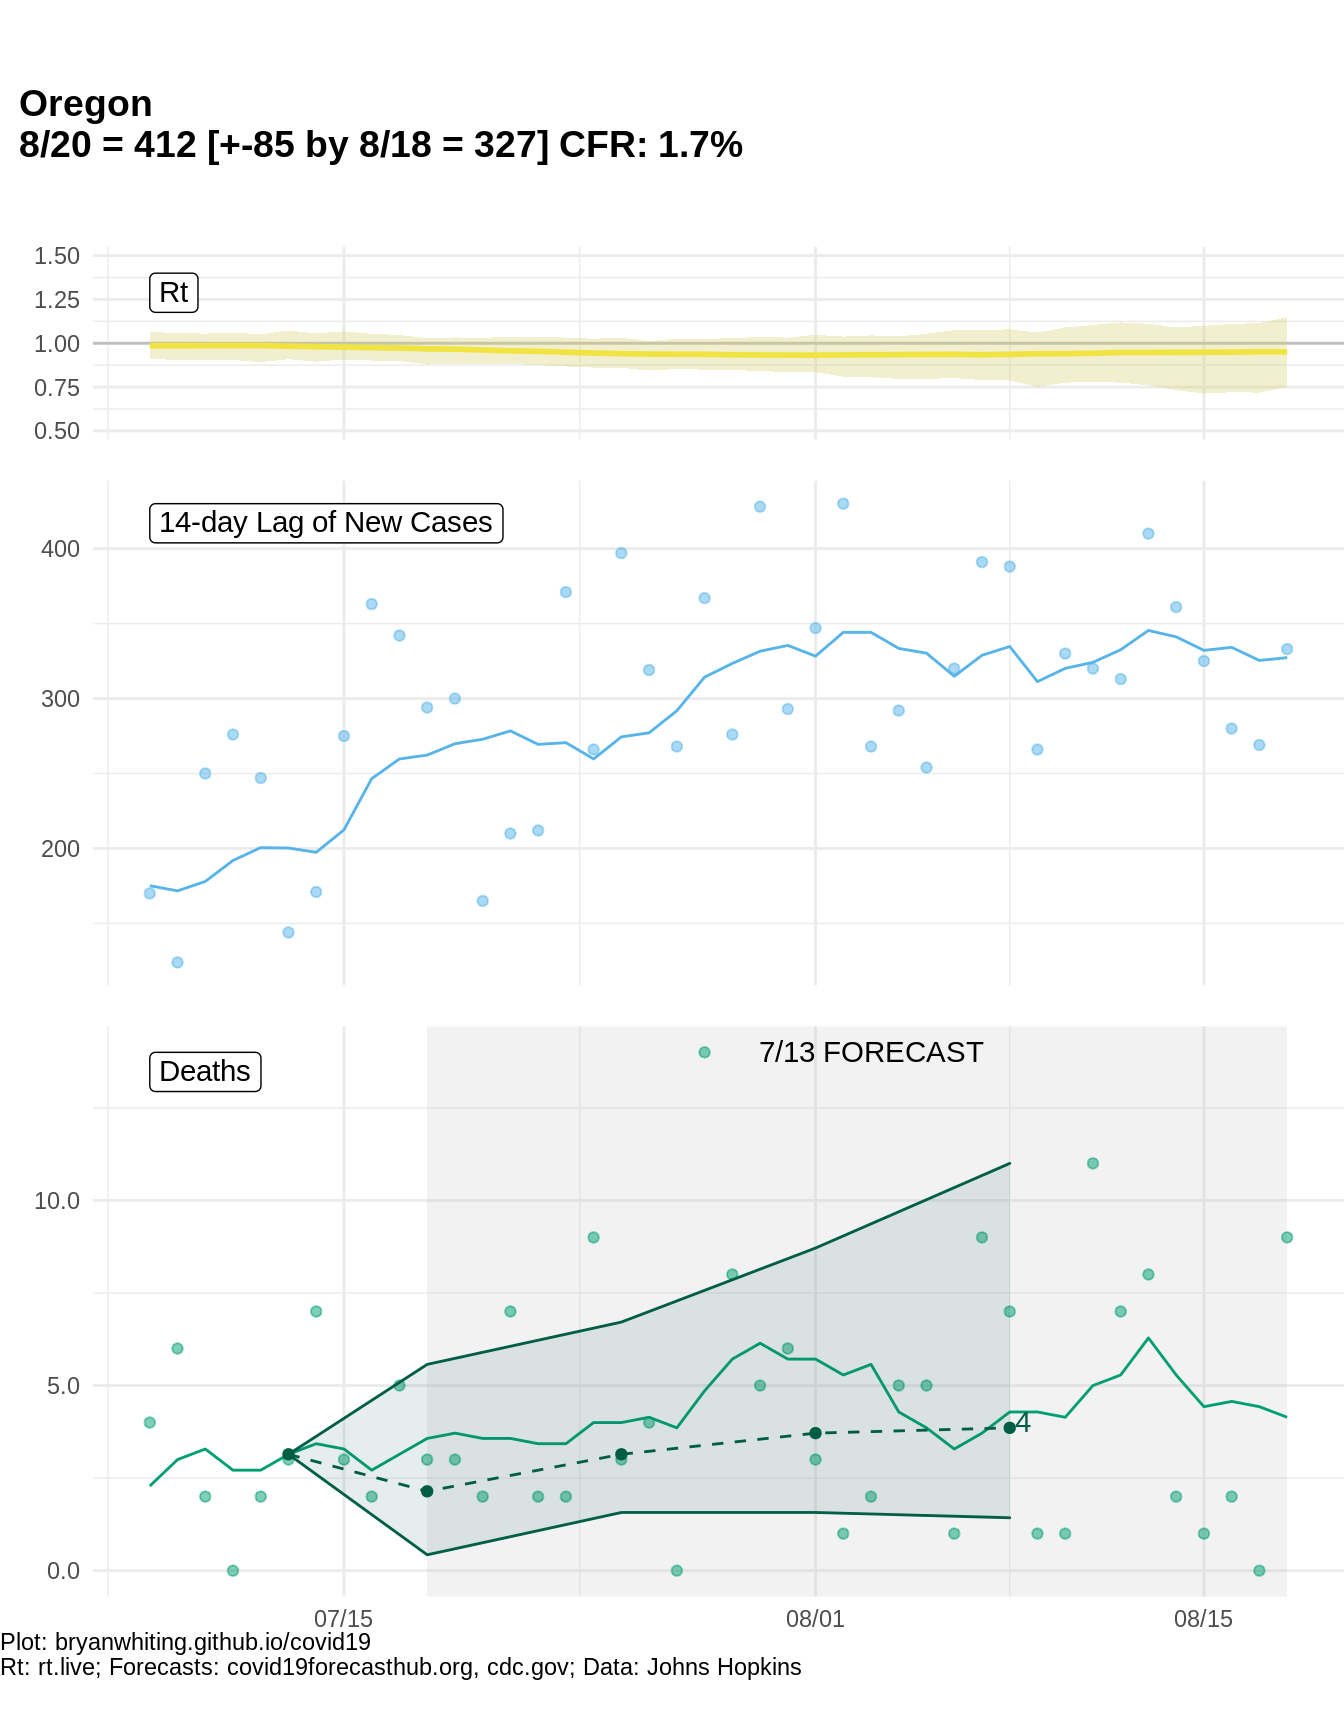 Oregon
8/20 = 412 [+-85 by 8/18 = 327] CFR: 1.7%
1.50
Rt
1.25
1.00
0.75
0.50
14-day Lag of New Cases
400
300
200
7/13 FORECAST
Deaths
10.0
5.0
4
0.0
07/15 08/01 08/15
Plot: bryanwhiting.github.io/covid19
Rt: rt.live; Forecasts: covid19forecasthub.org, cdc.gov; Data: Johns Hopkins